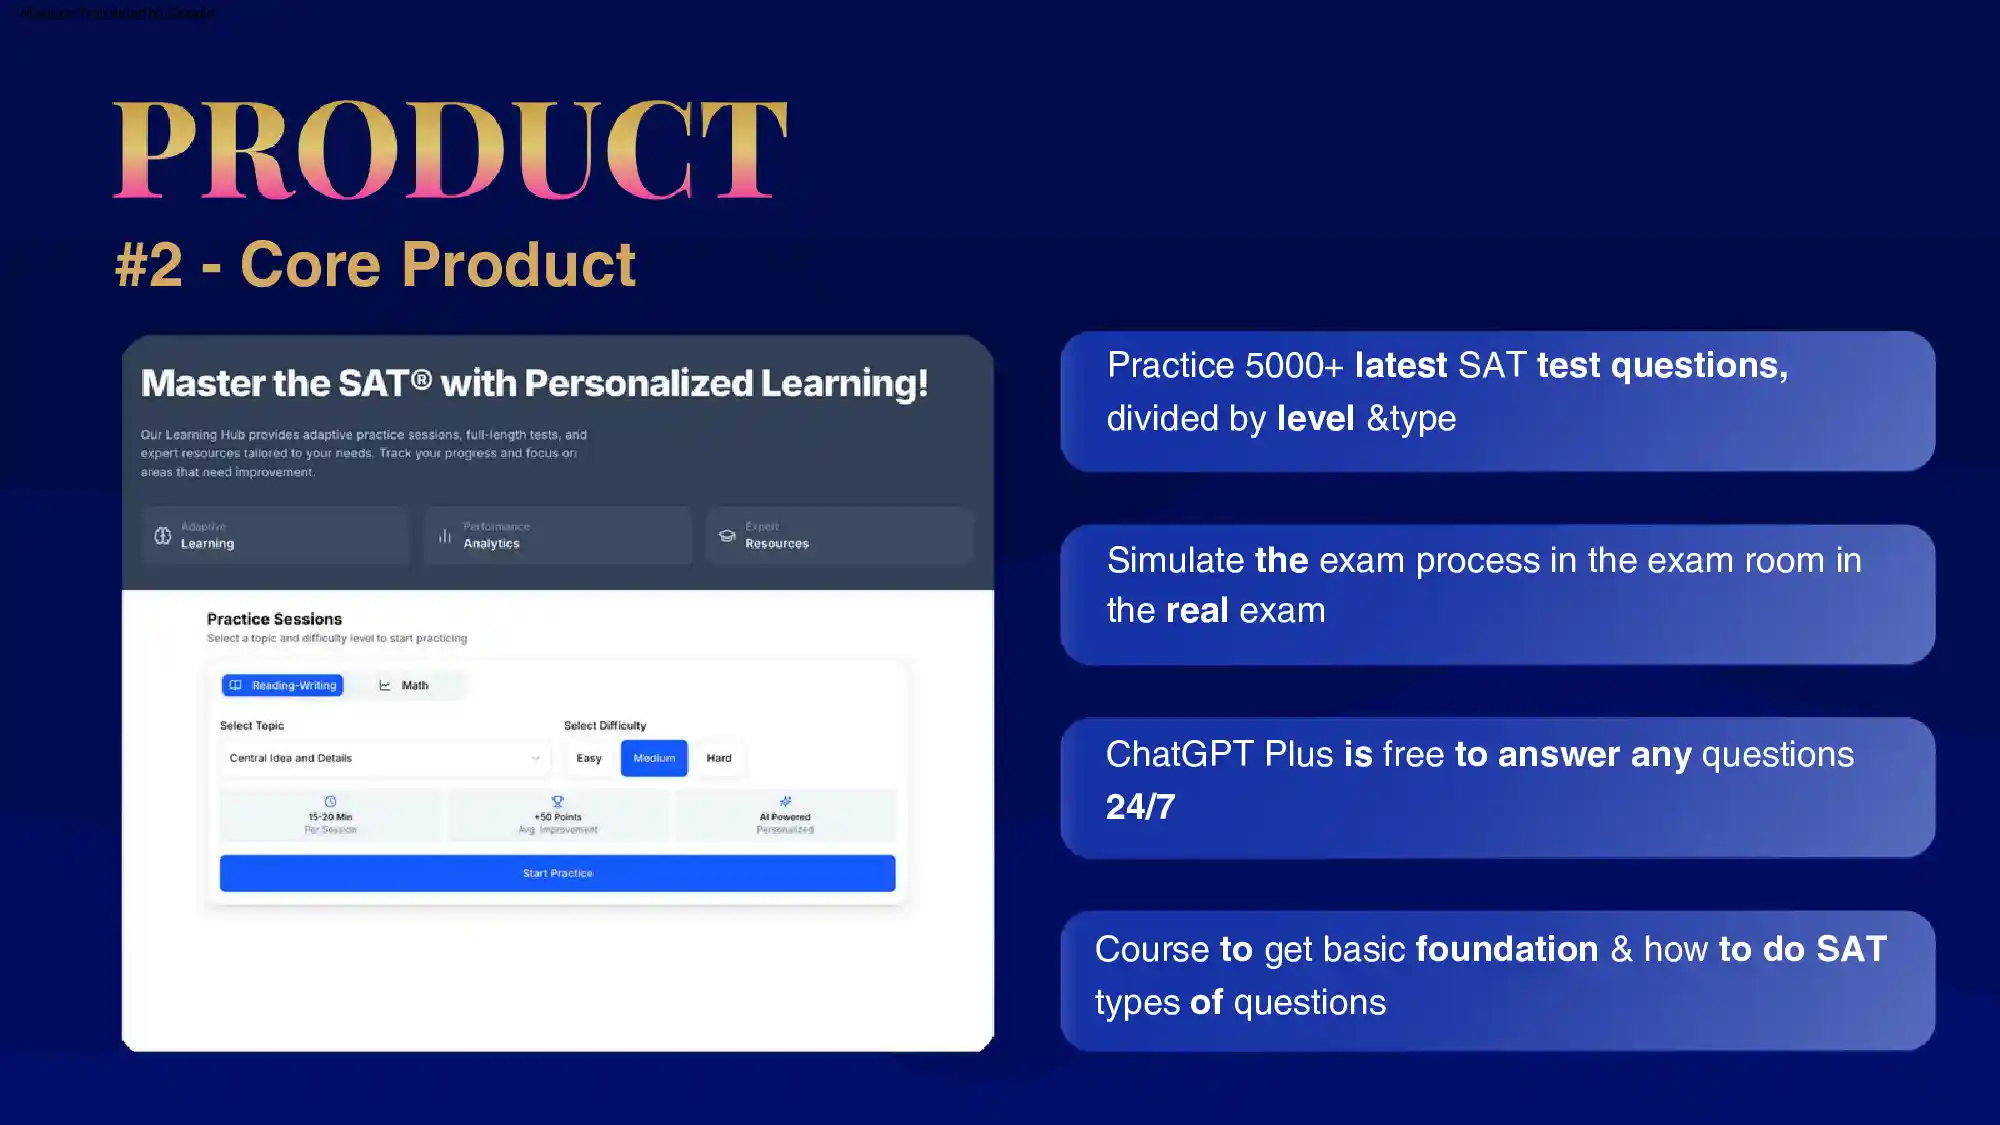 Machine Translated by Google
PRODUCT
#2 - Core Product
Master the SAT® with Personalized Learning!
Our Learning Hub provides adaptive practice sessions, full-length tests, and
expert resources tailored to your needs. Track your progress and focus on
areas that need improvement.
Adaptive
Learning
Performance
Analytics
Expert
Resources
Practice Sessions
Select a topic and difficulty level to start practicing
Reading-Writing
Math
Select Topic
Select Difficulty
Central Idea and Details
Easy
Medium
Hard
15-20 Min
Per Session
+50 Points
Avg. Improvement
AI Powered
Personalized
Start Practice
Practice 5000+ latest SAT test questions,
divided by level &type
Simulate the exam process in the exam room in
the real exam
ChatGPT Plus is free to answer any questions
24/7
Course to get basic foundation & how to do SAT
types of questions